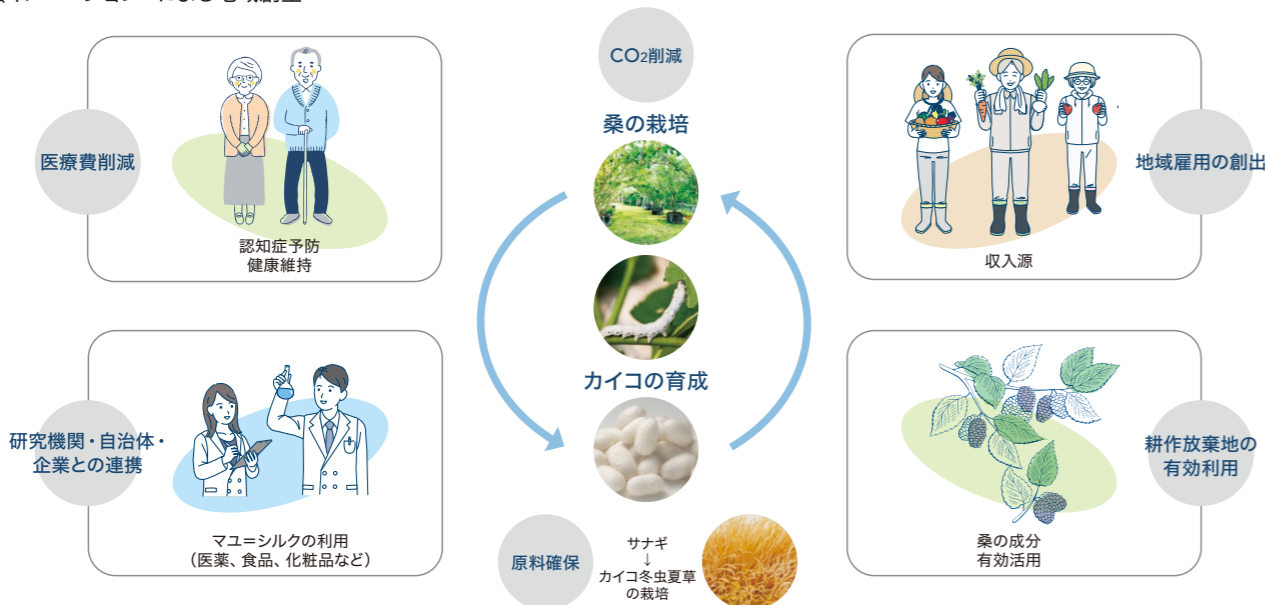 CO2削減
桑の栽培
カイコの育成
医療費削減
認知症予防
健康維持
地域雇用の創出
収入源
研究機関・自治体・
企業との連携
マユ＝シルクの利用
（医薬、食品、化粧品など）
耕作放棄地の
有効利用
桑の成分
有効活用
原料確保
サナギ
↓
カイコ冬虫夏草
の栽培